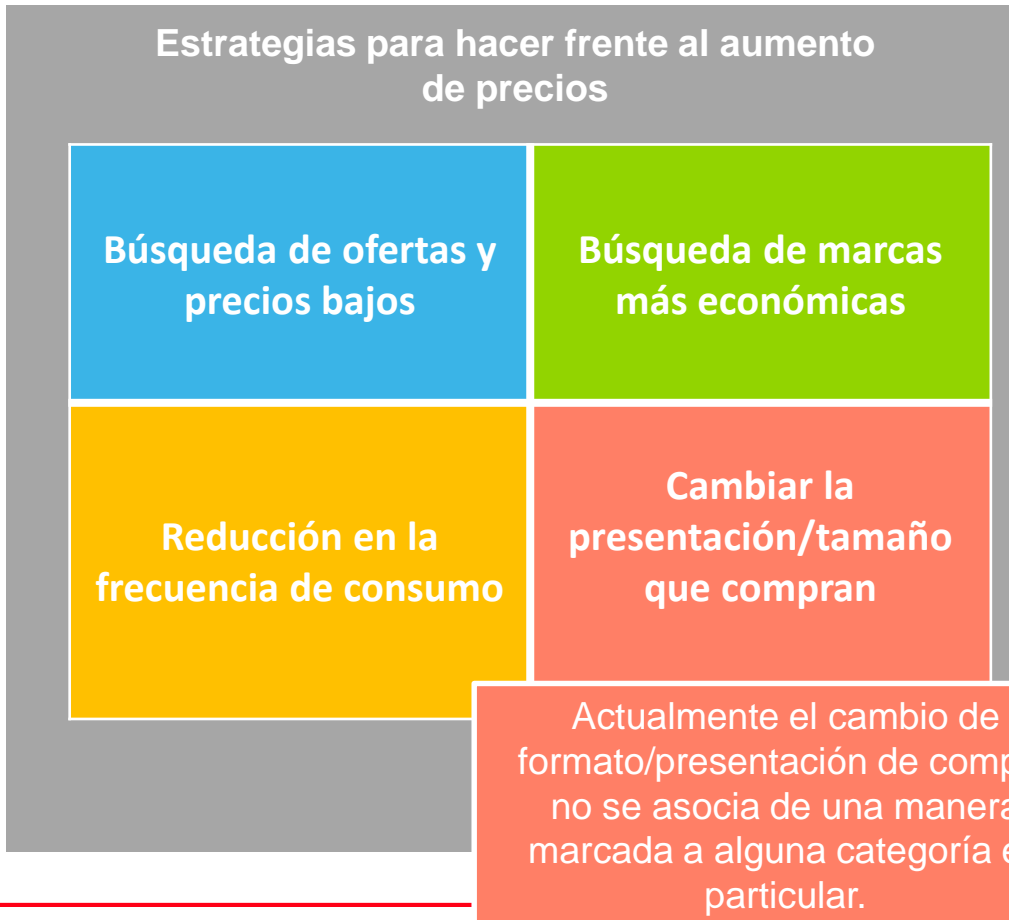 Estrategias para hacer frente al aumento
de precios
Búsqueda de ofertas y
precios bajos
Búsqueda de marcas
más económicas
Reducción en la
frecuencia de consumo
Cambiar la
presentación/tamaño
que compran
Actualmente el cambio de
formato/presentación de
no se asocia de una manera
marcada a alguna categoría
particular.